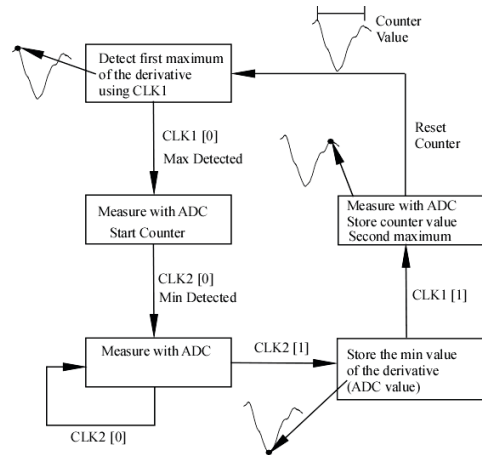 Counter
Value
Detect first maximum
of the derivative
using CLK1
CLK1 [0]
Max Detected
Reset
Counter
Measure with ADC
Start Counter
Measure with ADC
Store counter value
Second maximum
CLK2 [0]
Min Detected
CLK1 [1]
Measure with ADC
CLK2 [1]
Store the min value
of the derivative
(ADC value)
CLK2 [0]